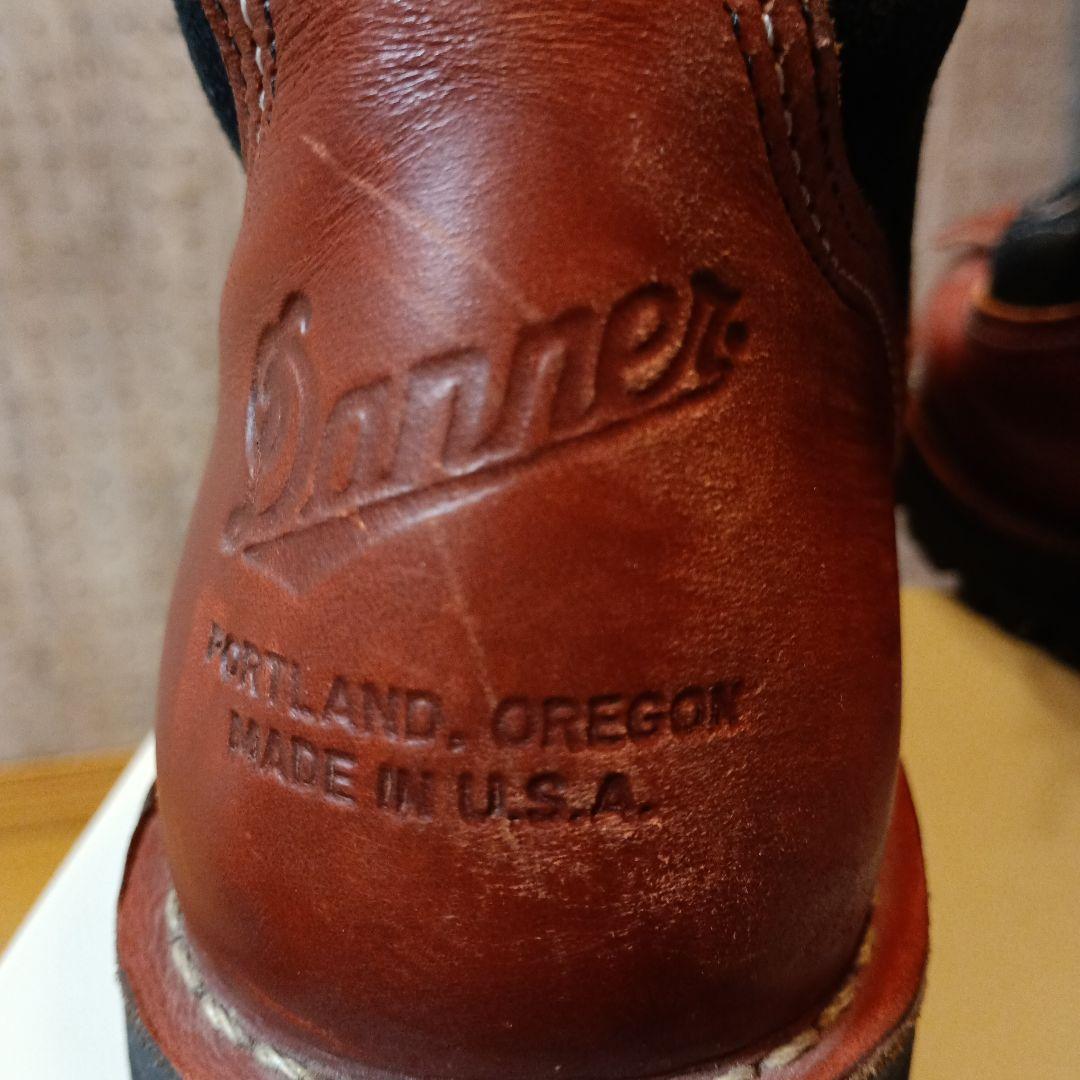 Danner.
PORTLAND, OREGON
MADE IN U.S.A.